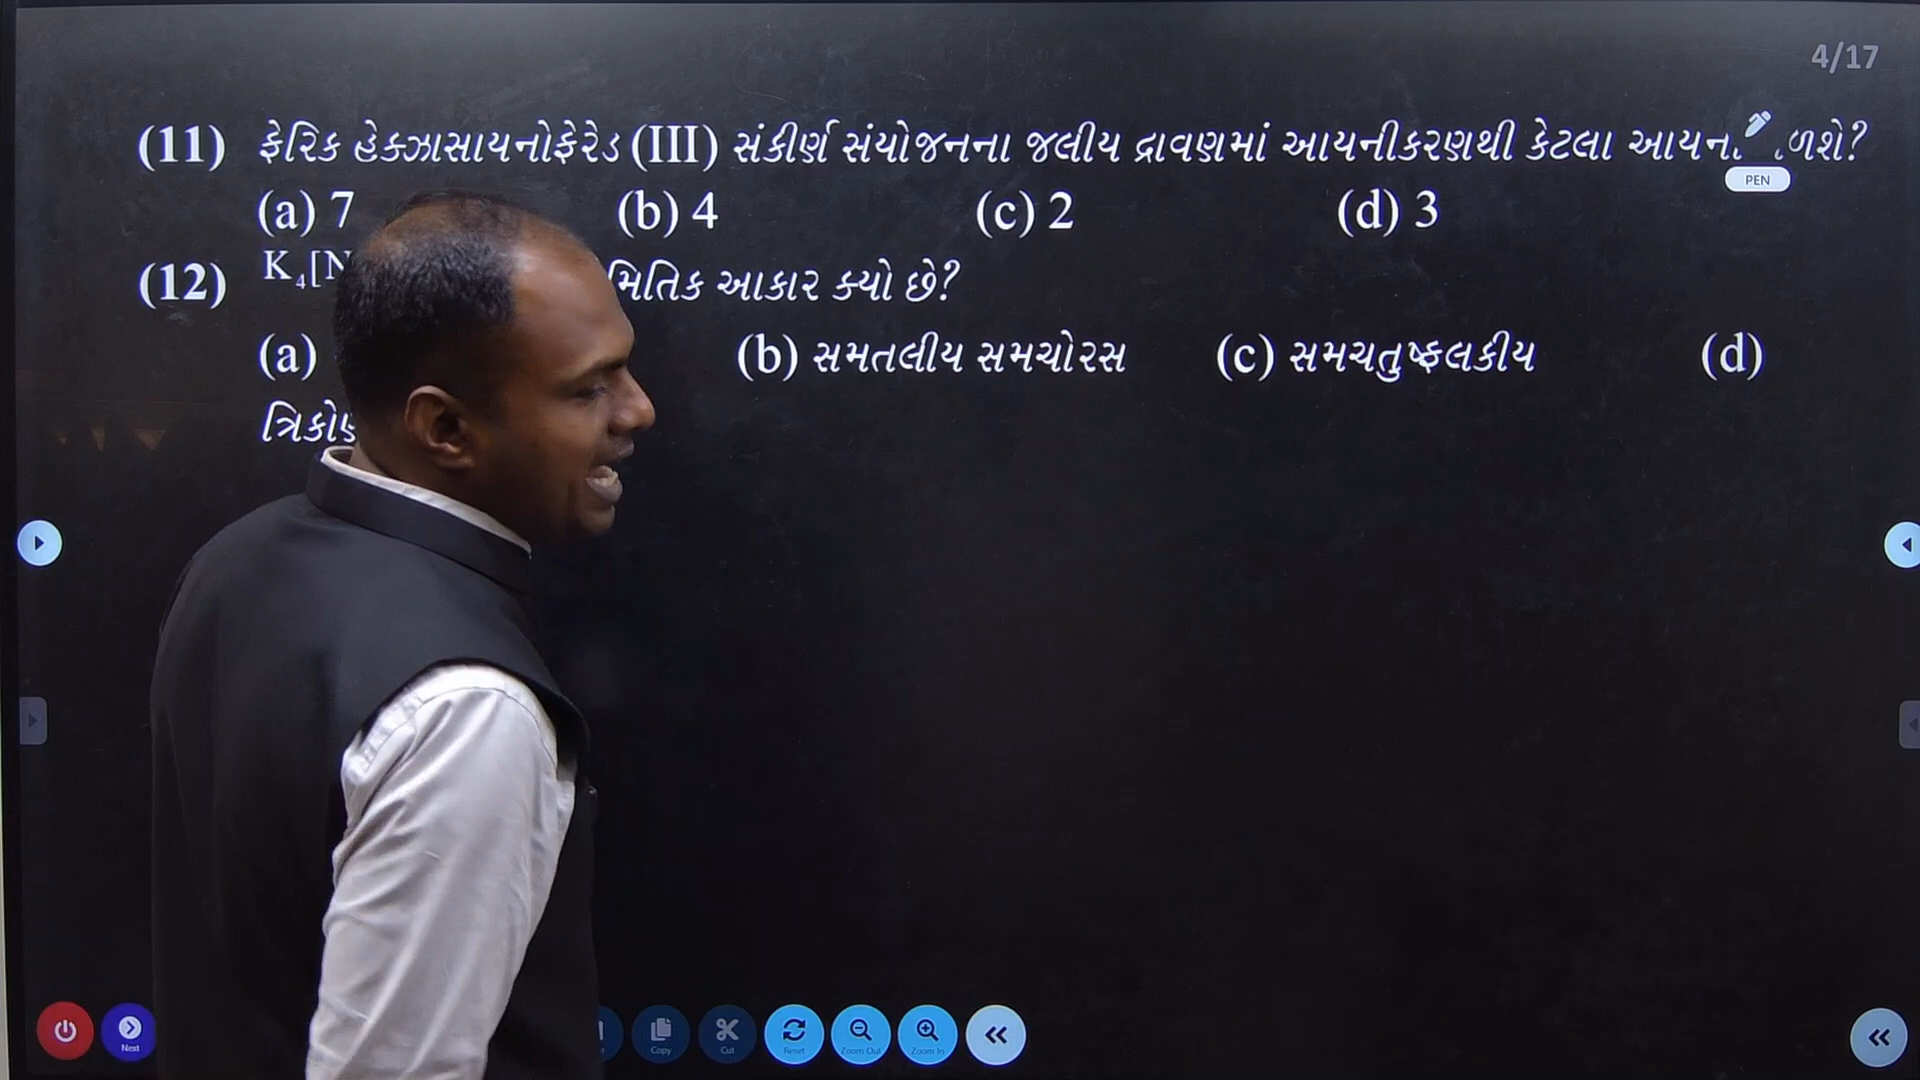 4/17
(11) ફેરિક હેક્ઝાસાયનોફેરેડ (III) સંકીર્ણ સંયોજનના જલીય દ્રાવણમાં આયનીકરણથી કેટલા
PEN
(a) 7 (b) 4 (c) 2 (d) 3
(12) K₄[N આકાર ક્યો છે?
(a) (b) સમતલીય સમચોરસ (c) સમચતુષ્ફલકીય (d)
Next Copy Cut Reset Zoom Out Zoom In